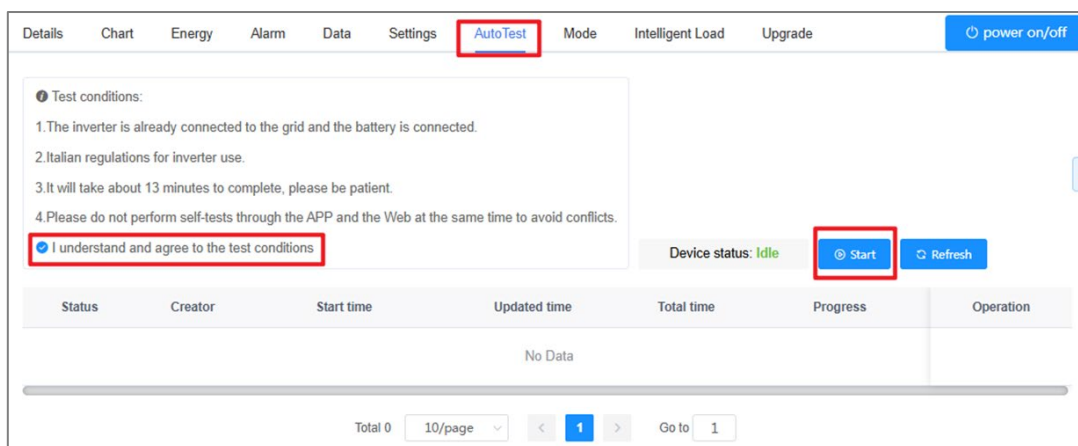 Details Chart Energy Alarm Data Settings AutoTest Mode Intelligent Load Upgrade power on/off
Test conditions:
1.The inverter is already connected to the grid and the battery is connected.
2.Italian regulations for inverter use.
3.It will take about 13 minutes to complete, please be patient.
4.Please do not perform self-tests through the APP and the Web at the same time to avoid conflicts.
I understand and agree to the test conditions
Device status: Idle Start Refresh
Status Creator Start time Updated time Total time Progress Operation
No Data
Total 0 10/page < 1 > Go to 1